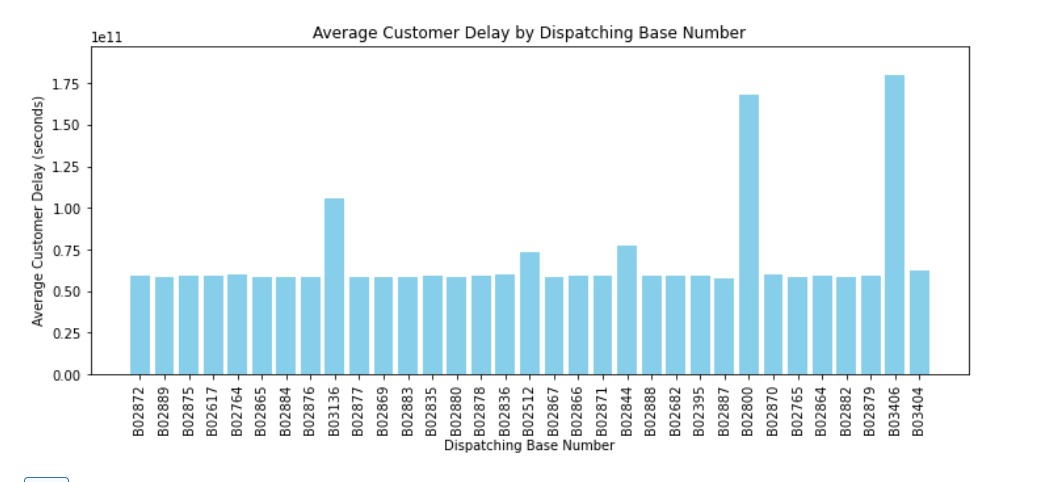 Average Customer Delay by Dispatching Base Number
1e11
Average Customer Delay (seconds)
1.75
1.50
1.25
1.00
0.75
0.50
0.25
0.00
B02872
B02889
B02875
B02617
B02764
B02865
B02884
B02876
B03136
B02877
B02869
B02883
B02835
B02880
B02878
B02836
B02512
B02867
B02866
B02871
B02844
B02888
B02682
B02395
B02887
B02800
B02870
B02765
B02864
B02882
B02879
B03406
B03404
Dispatching Base Number